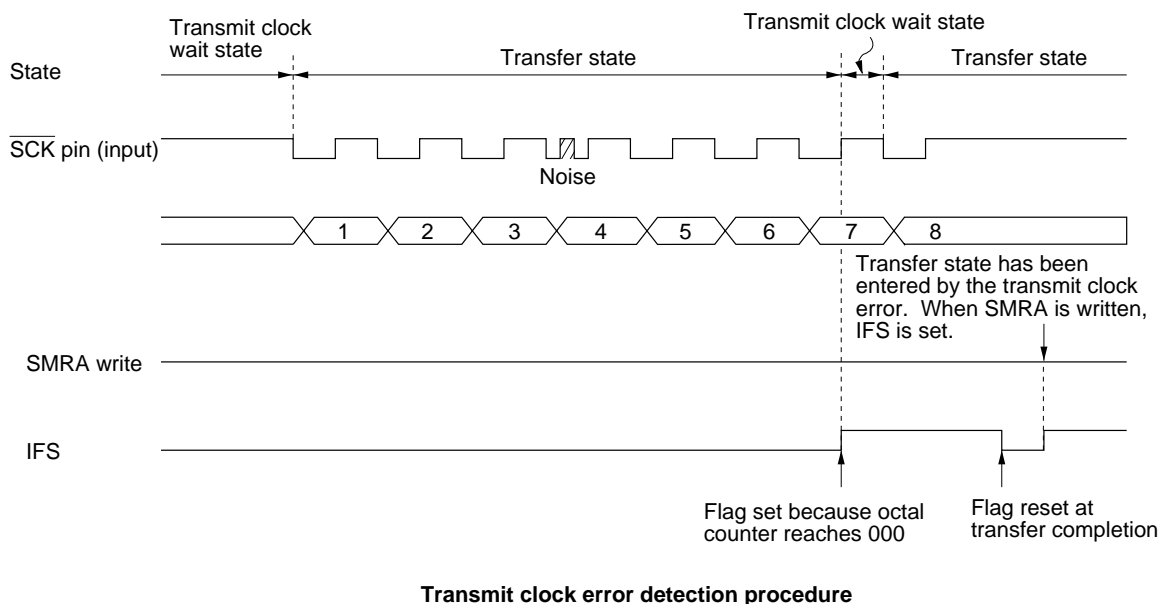 Transmit clock
wait state
Transmit clock wait state
State
Transfer state
Transfer state
SCK pin (input)
Noise
1 2 3 4 5 6 7 8
Transfer state has been
entered by the transmit clock
error. When SMRA is written,
IFS is set.
SMRA write
IFS
Flag set because octal
counter reaches 000
Flag reset at
transfer completion
Transmit clock error detection procedure